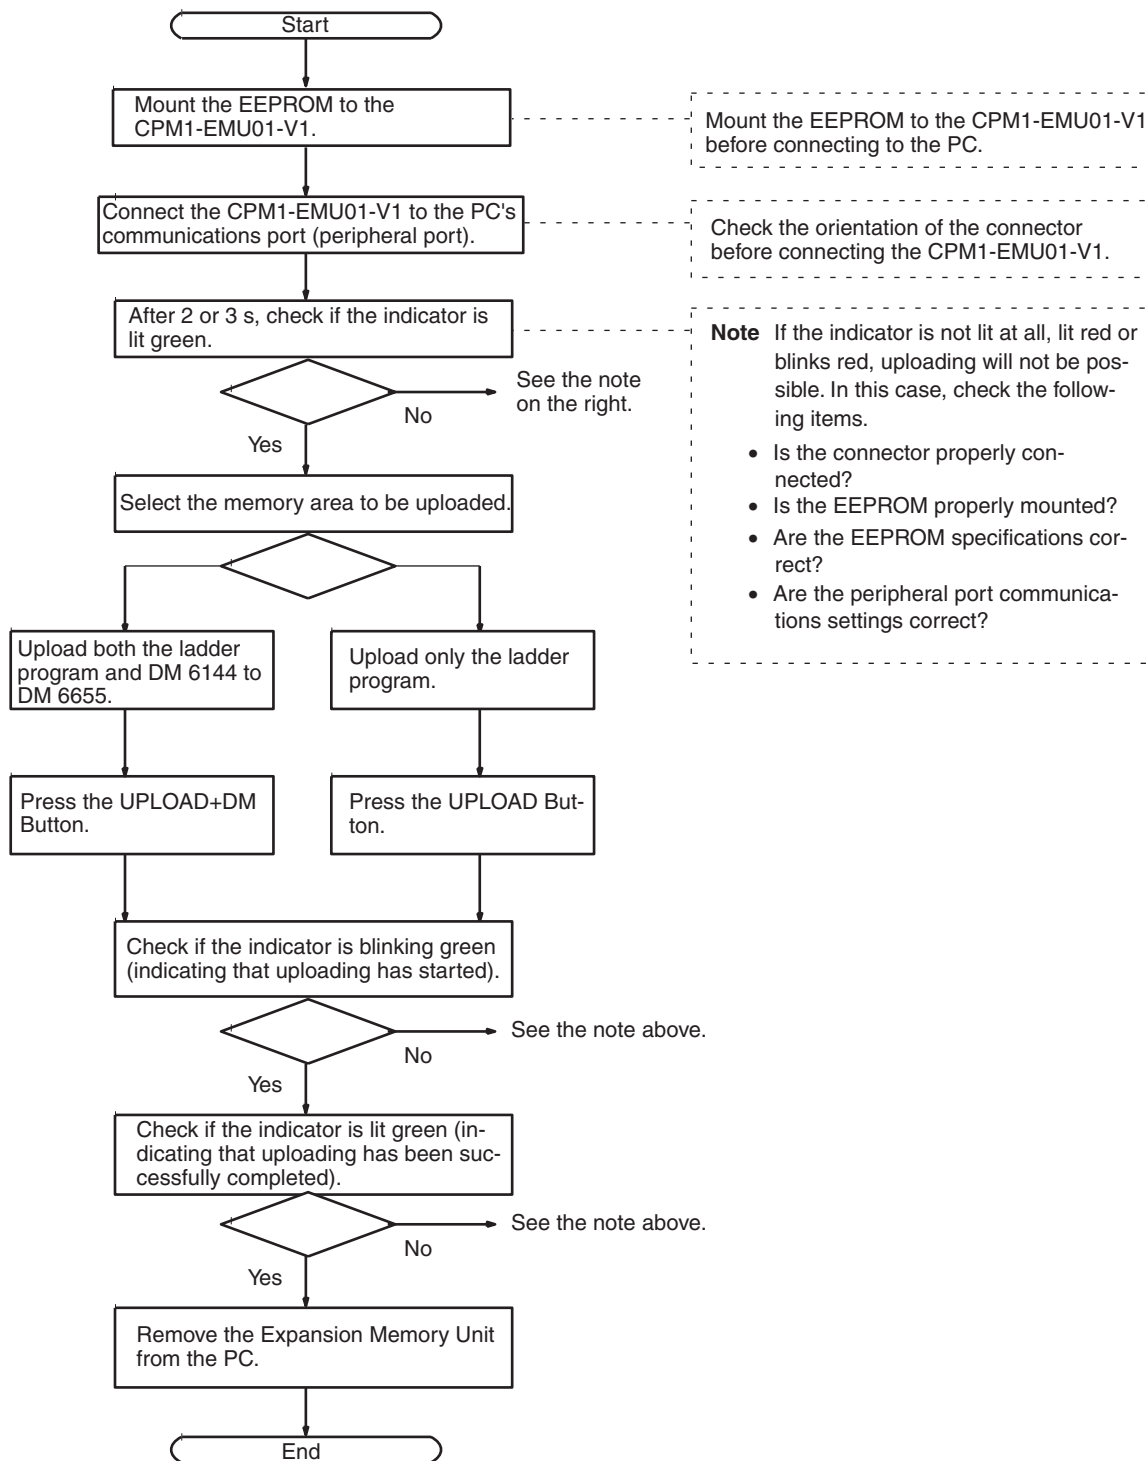 Start
Mount the EEPROM to the
CPM1-EMU01-V1.
Mount the EEPROM to the CPM1-EMU01-V1
before connecting to the PC.
Connect the CPM1-EMU01-V1 to the PC's
communications port (peripheral port).
Check the orientation of the connector
before connecting the CPM1-EMU01-V1.
After 2 or 3 s, check if the indicator is
lit green.
Note If the indicator is not lit at all, lit red or
blinks red, uploading will not be pos-
sible. In this case, check the follow-
ing items.
• Is the connector properly con-
nected?
• Is the EEPROM properly mounted?
• Are the EEPROM specifications cor-
rect?
• Are the peripheral port communica-
tions settings correct?
See the note
on the right.
No
Yes
Select the memory area to be uploaded.
Upload both the ladder
program and DM 6144 to
DM 6655.
Upload only the ladder
program.
Press the UPLOAD+DM
Button.
Press the UPLOAD But-
ton.
Check if the indicator is blinking green
(indicating that uploading has started).
See the note above.
No
Yes
Check if the indicator is lit green (in-
dicating that uploading has been suc-
cessfully completed).
See the note above.
No
Yes
Remove the Expansion Memory Unit
from the PC.
End